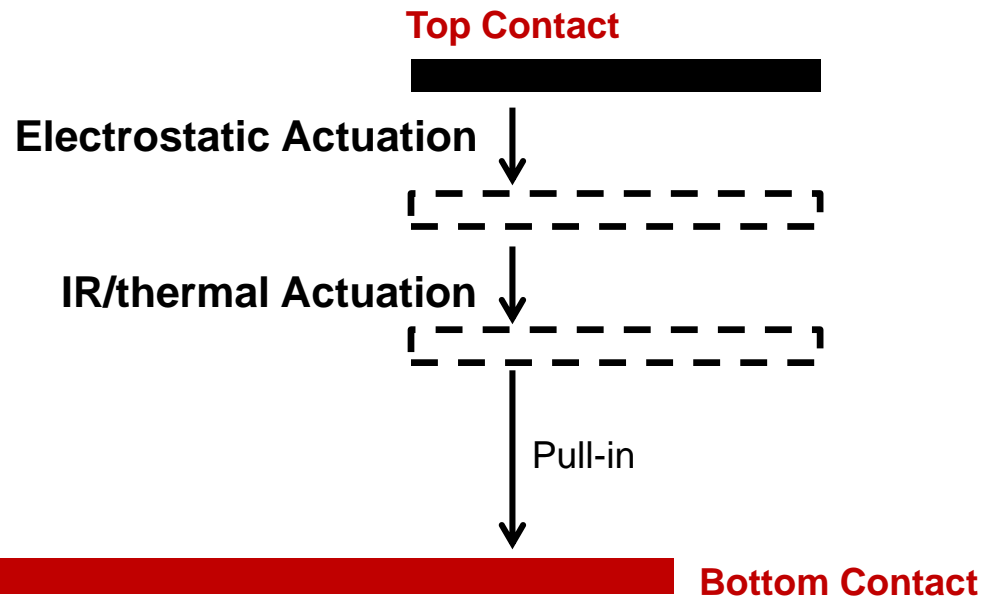 Top Contact
Electrostatic Actuation
IR/thermal Actuation
Pull-in
Bottom Contact